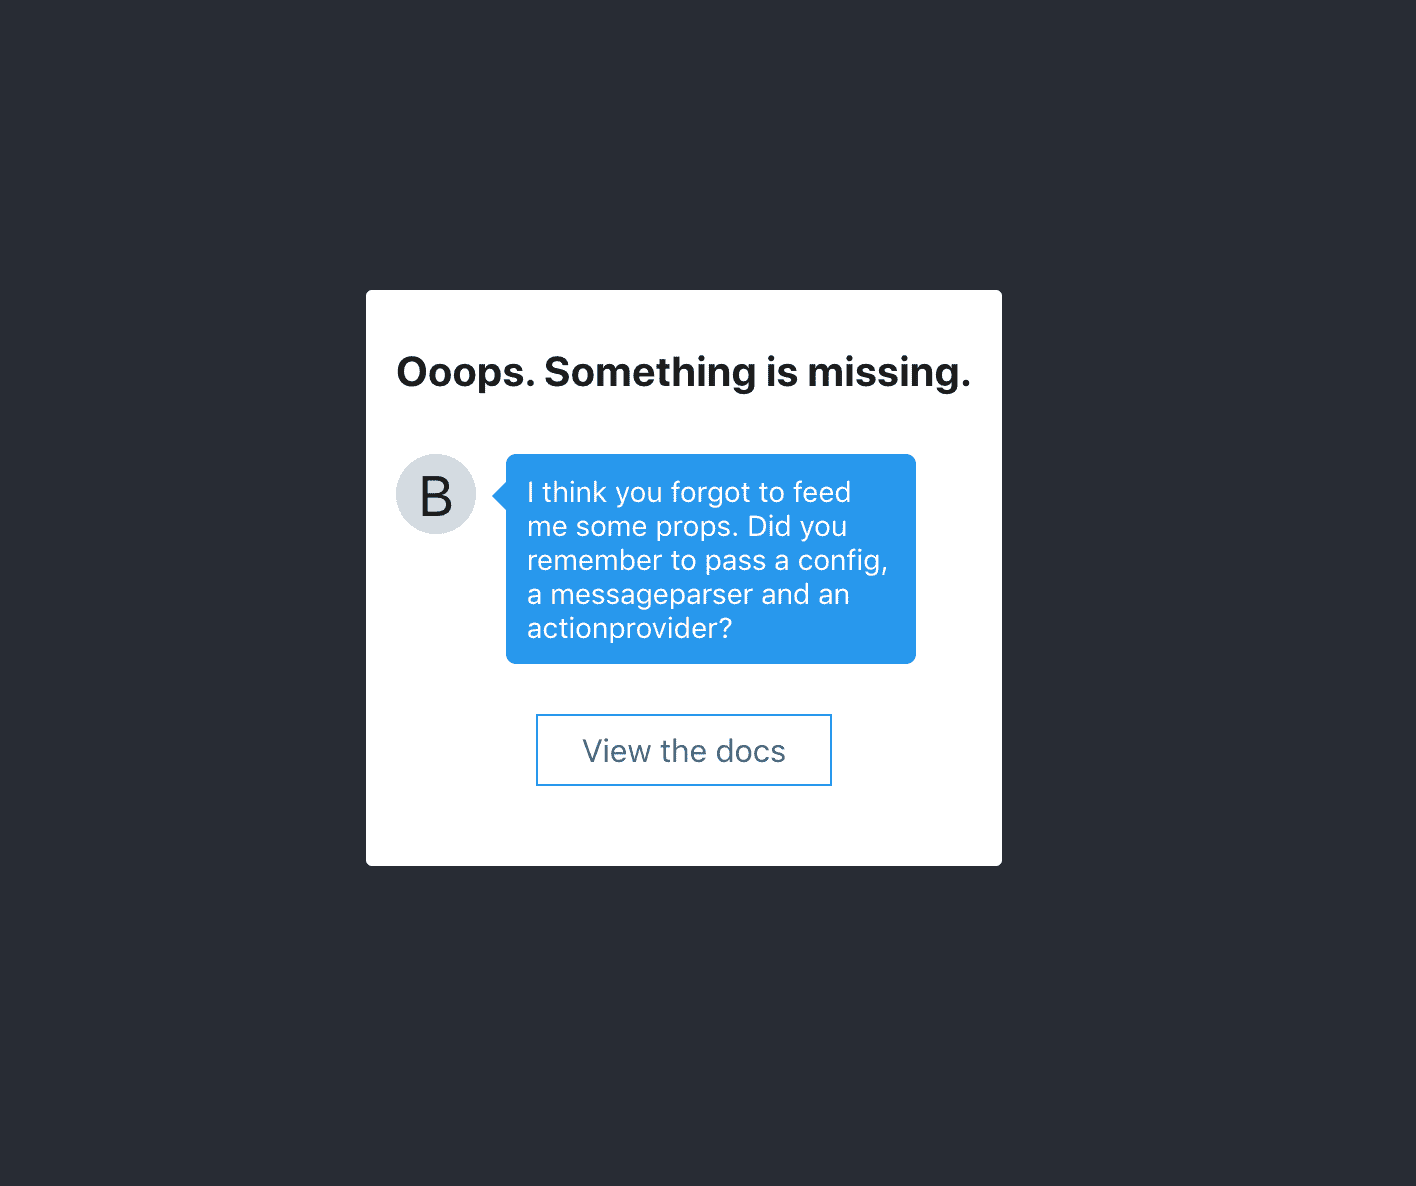 Ooops. Something is missing.
B
I think you forgot to feed
me some props. Did you
remember to pass a config,
a messageparser and an
actionprovider?
View the docs